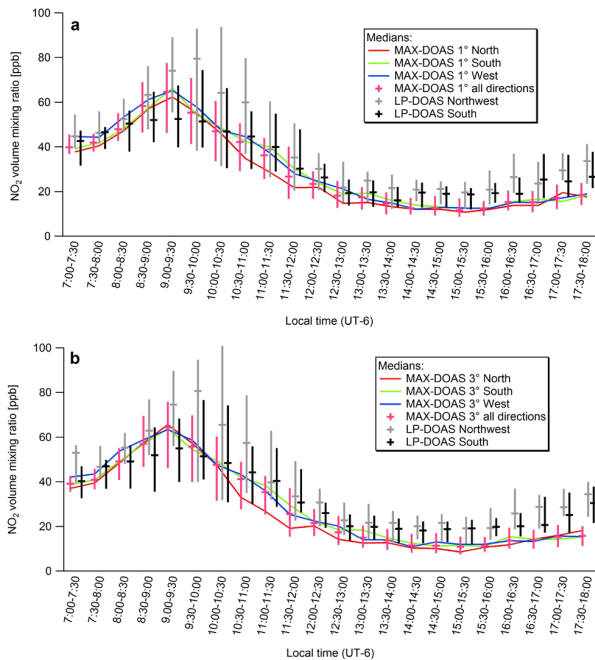 a
100
80
60
40
20
0
NO₂ volume mixing ratio [ppb]
Medians:
MAX-DOAS 1° North
MAX-DOAS 1° South
MAX-DOAS 1° West
MAX-DOAS 1° all directions
LP-DOAS Northwest
LP-DOAS South
7:00-7:30
7:30-8:00
8:00-8:30
8:30-9:00
9.00-9:30
9:30-10:00
10:00-10:30
10:30-11:00
11:00-11:30
11:30-12:00
12:00-12:30
12:30-13:00
13:00-13:30
13:30-14:00
14:00-14:30
14:30-15:00
15:00-15:30
15:30-16:00
16:00-16:30
16:30-17:00
17:00-17:30
17:30-18:00
Local time (UT-6)
b
100
80
60
40
20
0
NO₂ volume mixing ratio [ppb]
Medians:
MAX-DOAS 3° North
MAX-DOAS 3° South
MAX-DOAS 3° West
MAX-DOAS 3° all directions
LP-DOAS Northwest
LP-DOAS South
7:00-7:30
7:30-8:00
8:00-8:30
8:30-9:00
9.00-9:30
9:30-10:00
10:00-10:30
10:30-11:00
11:00-11:30
11:30-12:00
12:00-12:30
12:30-13:00
13:00-13:30
13:30-14:00
14:00-14:30
14:30-15:00
15:00-15:30
15:30-16:00
16:00-16:30
16:30-17:00
17:00-17:30
17:30-18:00
Local time (UT-6)